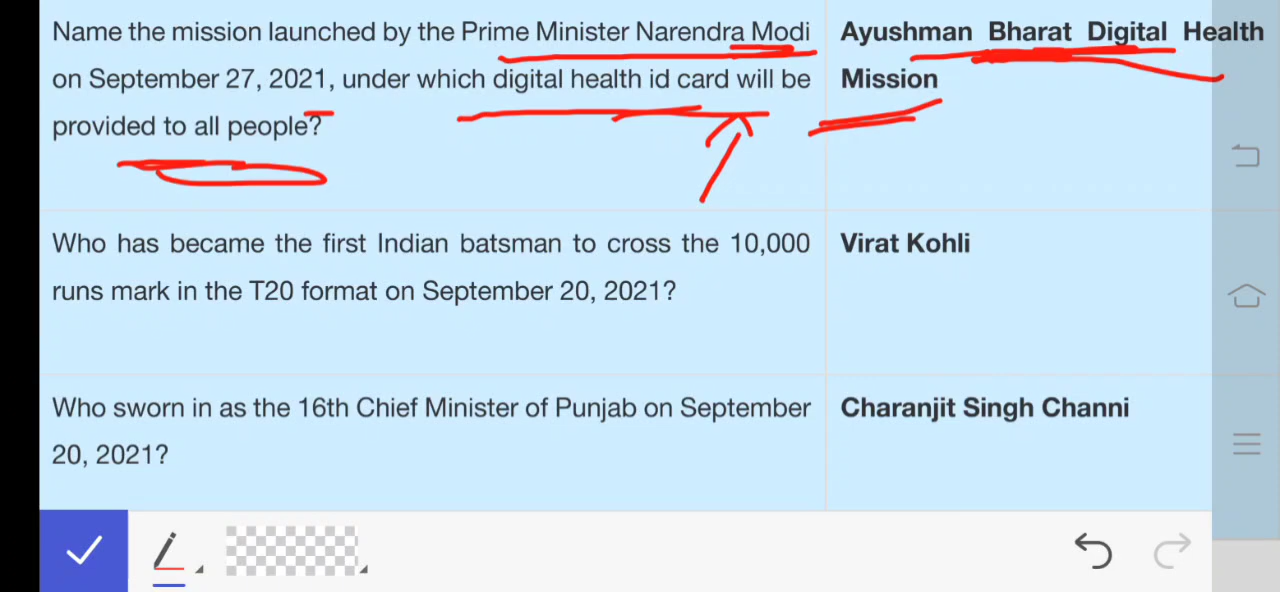 Name the mission launched by the Prime Minister Narendra Modi
on September 27, 2021, under which digital health id card will be
provided to all people?
Ayushman Bharat Digital Health
Mission
Who has became the first Indian batsman to cross the 10,000
runs mark in the T20 format on September 20, 2021?
Virat Kohli
Who sworn in as the 16th Chief Minister of Punjab on September
20, 2021?
Charanjit Singh Channi